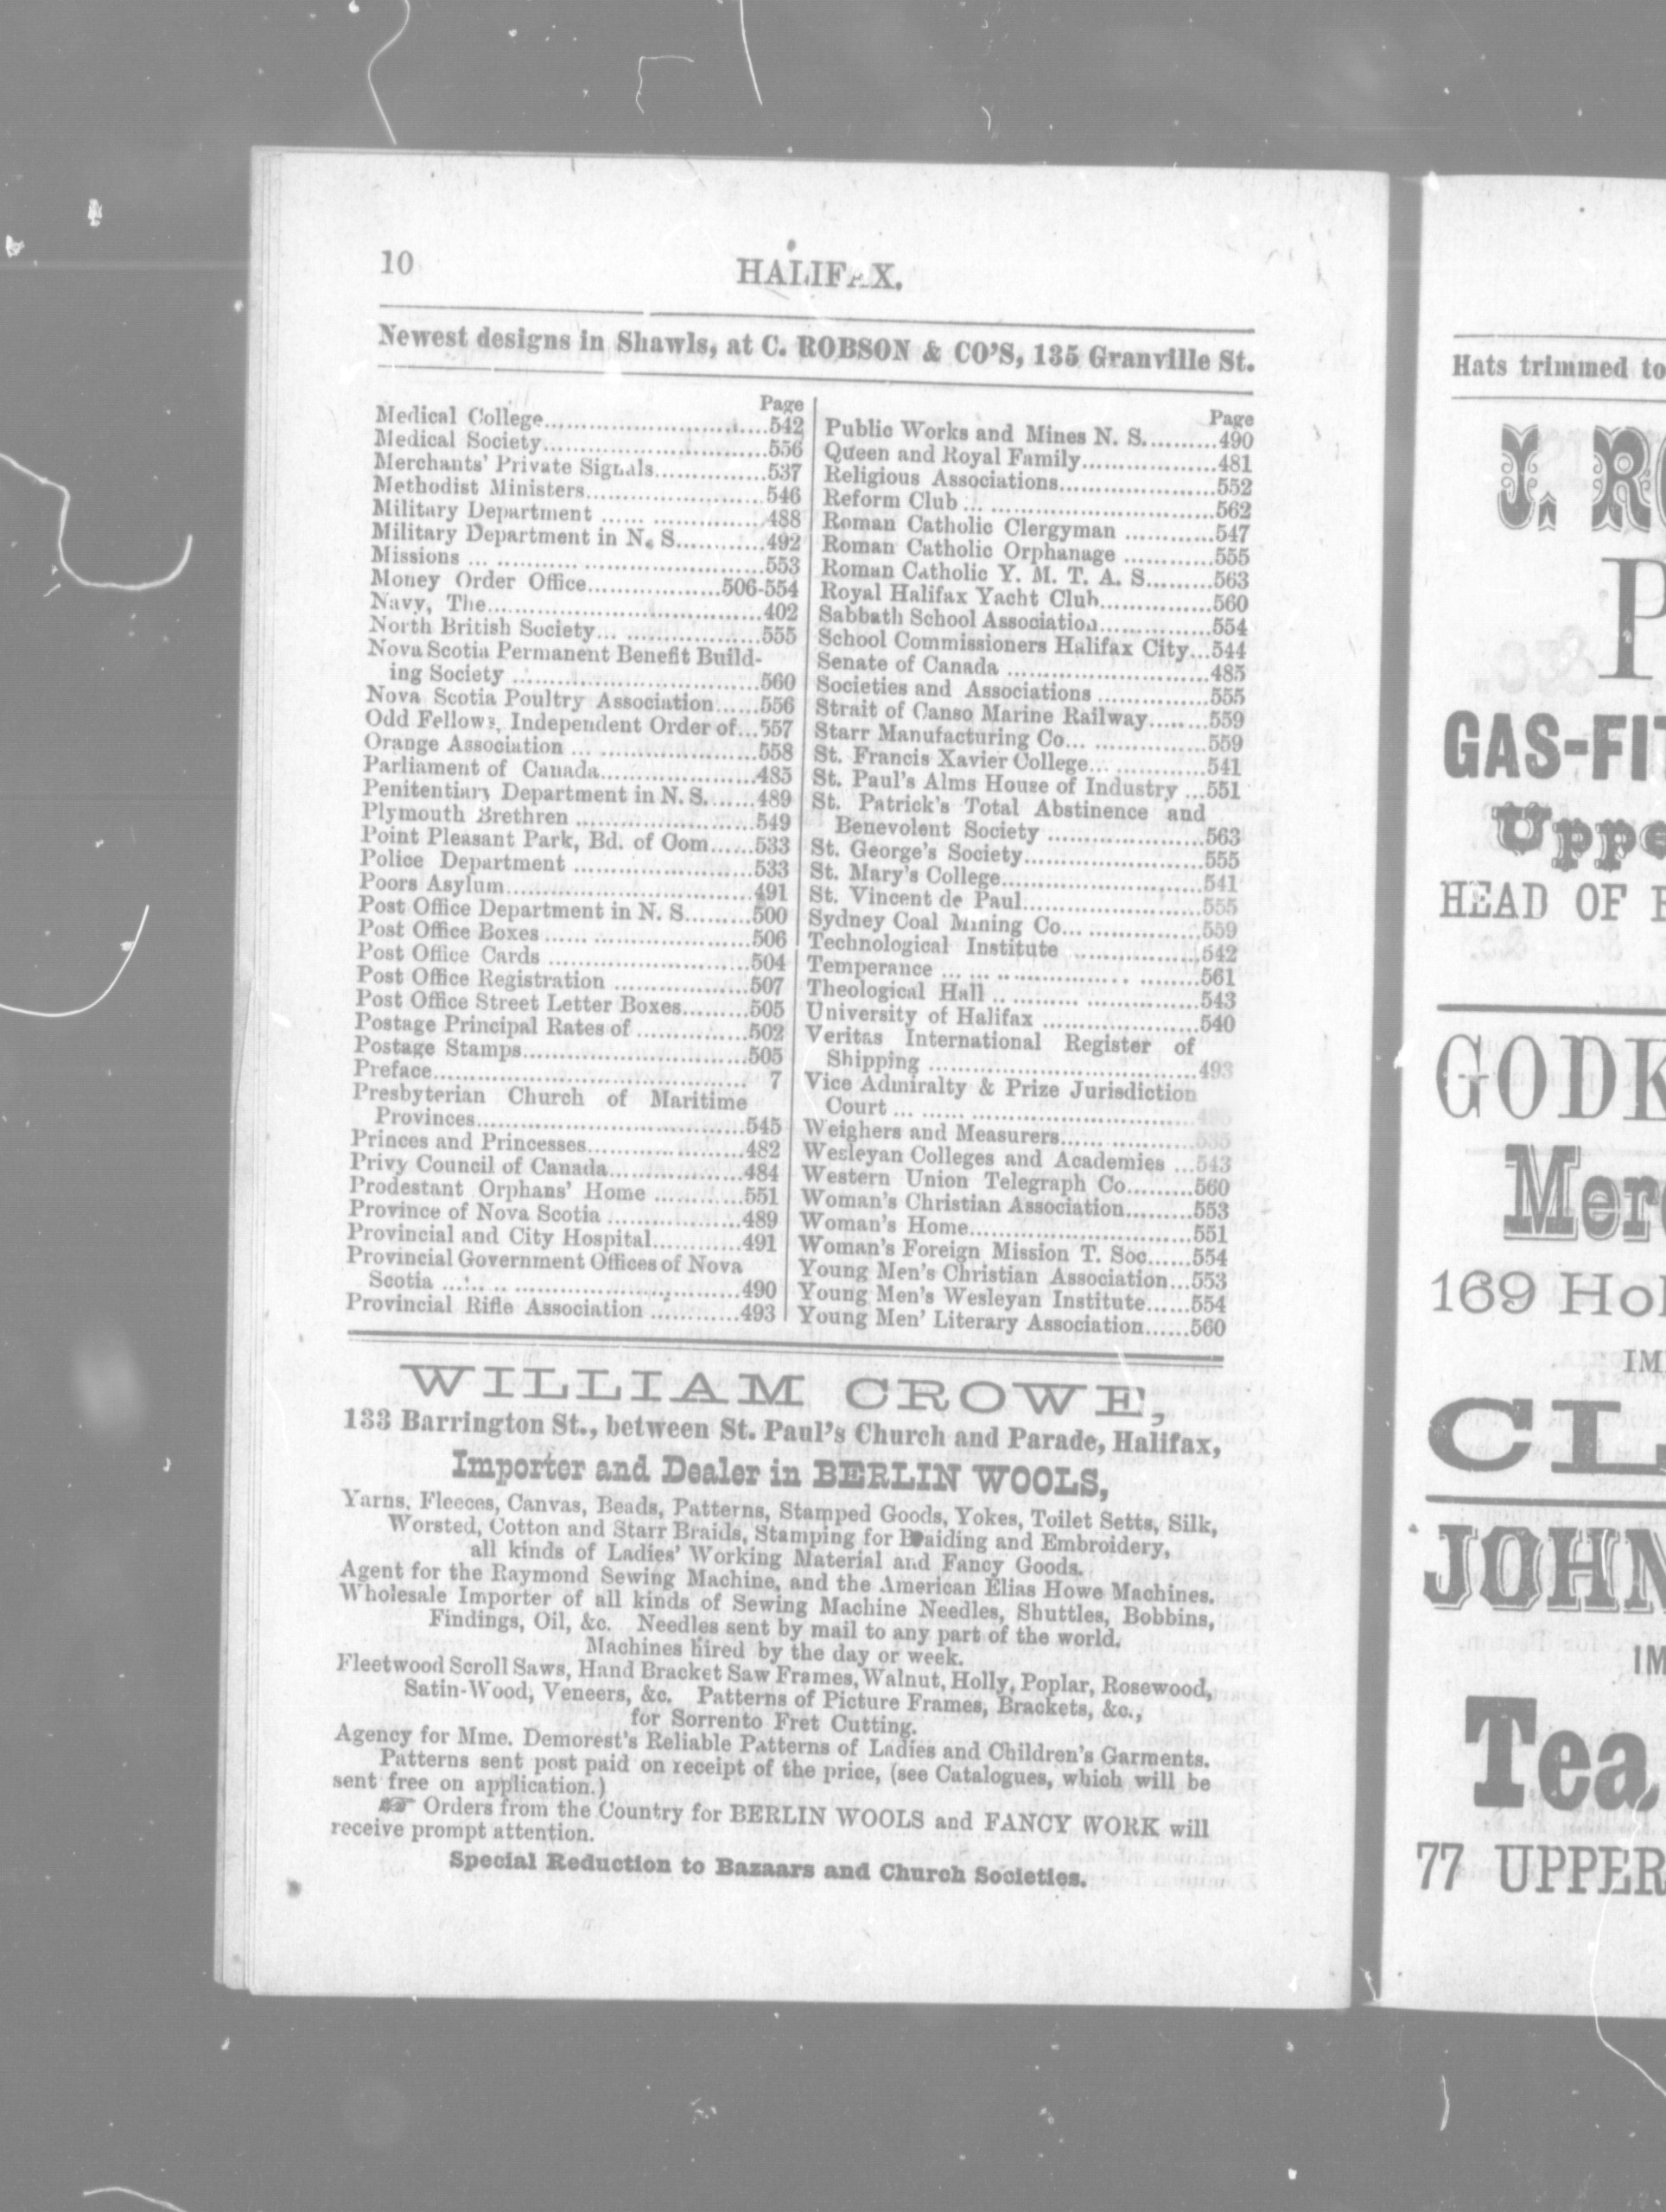 10
HALIFAX.
Newest designs in Shawls, at C. ROBSON & CO'S, 135 Granville St.
Page
Medical College..............................542
Medical Society..............................556
Merchants' Private Signals...............537
Methodist Ministers........................546
Military Department ...... ...............488
Military Department in N. S............492
Missions ... ........... ........................553
Money Order Office..................506-554
Navy, The.....................................402
North British Society... ..................555
Nova Scotia Permanent Benefit Build-
ing Society ....................................560
Nova Scotia Poultry Association......556
Odd Fellows, Independent Order of...557
Orange Association ... .....................558
Parliament of Canada.....................485
Penitentiary Department in N. S.......489
Plymouth Brethren ........................549
Point Pleasant Park, Bd. of Com......533
Police Department ........................533
Poors Asylum.................................491
Post Office Department in N. S.........500
Post Office Boxes ...... ..................506
Post Office Cards ...........................504
Post Office Registration ..................507
Post Office Street Letter Boxes.........505
Postage Principal Rates of ...............502
Postage Stamps..............................505
Preface.......................................... 7
Presbyterian Church of Maritime
Provinces....................................545
Princes and Princesses.....................482
Privy Council of Canada..................484
Prodestant Orphans' Home ............551
Province of Nova Scotia ..................489
Provincial and City Hospital............491
Provincial Government Offices of Nova
Scotia ...... .. ..............................490
Provincial Rifle Association ............493
Page
Public Works and Mines N. S..........490
Queen and Royal Family..................481
Religious Associations.....................552
Reform Club ... ..............................562
Roman Catholic Clergyman ............547
Roman Catholic Orphanage ............555
Roman Catholic Y. M. T. A. S.........563
Royal Halifax Yacht Club...............560
Sabbath School Association...............554
School Commissioners Halifax City...544
Senate of Canada ...........................485
Societies and Associations ...............555
Strait of Canso Marine Railway........559
Starr Manufacturing Co... ...............559
St. Francis Xavier College... ............541
St. Paul's Alms House of Industry ...551
St. Patrick's Total Abstinence and
Benevolent Society .....................563
St. George's Society........................555
St. Mary's College...........................541
St. Vincent de Paul........................555
Sydney Coal Mining Co... ...............559
Technological Institute ..................542
Temperance ... ... .. ............... ........561
Theological Hall .. ......... ...............543
University of Halifax .....................540
Veritas International Register of
Shipping ....................................493
Vice Admiralty & Prize Jurisdiction
Court ... ...... ..............................
Weighers and Measurers...... ............535
Wesleyan Colleges and Academies ...543
Western Union Telegraph Co.........560
Woman's Christian Association.........553
Woman's Home..............................551
Woman's Foreign Mission T. Soc......554
Young Men's Christian Association...553
Young Men's Wesleyan Institute......554
Young Men' Literary Association......560
WILLIAM CROWE,
133 Barrington St., between St. Paul's Church and Parade, Halifax,
Importer and Dealer in BERLIN WOOLS,
Yarns, Fleeces, Canvas, Beads, Patterns, Stamped Goods, Yokes, Toilet Setts, Silk,
Worsted, Cotton and Starr Braids, Stamping for Braiding and Embroidery,
all kinds of Ladies' Working Material and Fancy Goods.
Agent for the Raymond Sewing Machine, and the American Elias Howe Machines.
Wholesale Importer of all kinds of Sewing Machine Needles, Shuttles, Bobbins,
Findings, Oil, &c. Needles sent by mail to any part of the world.
Machines hired by the day or week.
Fleetwood Scroll Saws, Hand Bracket Saw Frames, Walnut, Holly, Poplar, Rosewood,
Satin-Wood, Veneers, &c. Patterns of Picture Frames, Brackets, &c.,
for Sorrento Fret Cutting.
Agency for Mme. Demorest's Reliable Patterns of Ladies and Children's Garments.
Patterns sent post paid on receipt of the price, (see Catalogues, which will be
sent free on application.)
☞ Orders from the Country for BERLIN WOOLS and FANCY WORK will
receive prompt attention.
Special Reduction to Bazaars and Church Societies.
Hats trimmed to
J. RO
P
GAS-FIT
Uppe
HEAD OF
GODK
Merc
169 Hol
IM
CL
JOHN
IM
Tea
77 UPPER